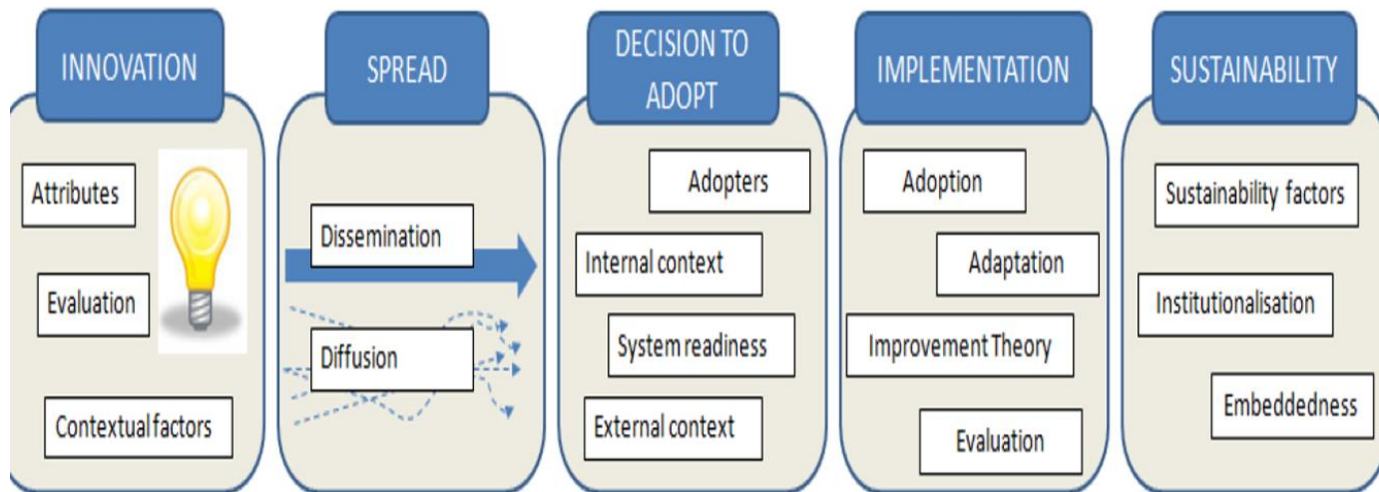 INNOVATION
Attributes
Evaluation
Contextual factors
SPREAD
Dissemination
Diffusion
DECISION TO
ADOPT
Adopters
Internal context
System readiness
External context
IMPLEMENTATION
Adoption
Adaptation
Improvement Theory
Evaluation
SUSTAINABILITY
Sustainability factors
Institutionalisation
Embeddedness